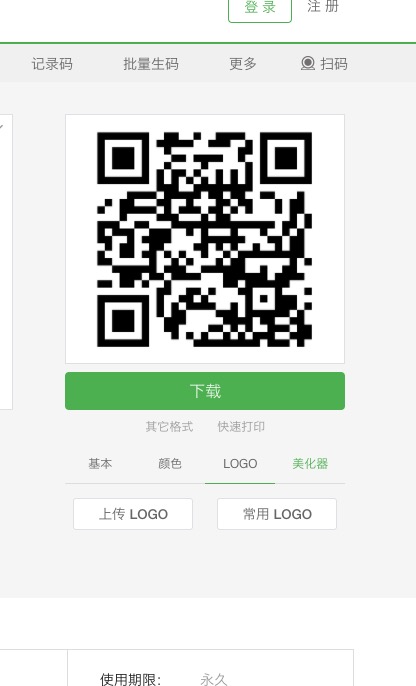 登 录 注 册
记录码 批量生码 更多 扫码
下载
其它格式 快速打印
基本 颜色 LOGO 美化器
上传 LOGO 常用 LOGO
使用期限： 永久